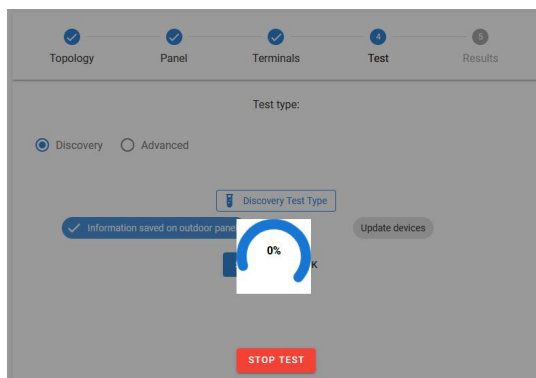 4
5
Topology
Panel
Terminals
Test
Results
Test type:
Discovery
Advanced
Discovery Test Type
Information saved on outdoor
Update devices
0%
K
STOP TEST